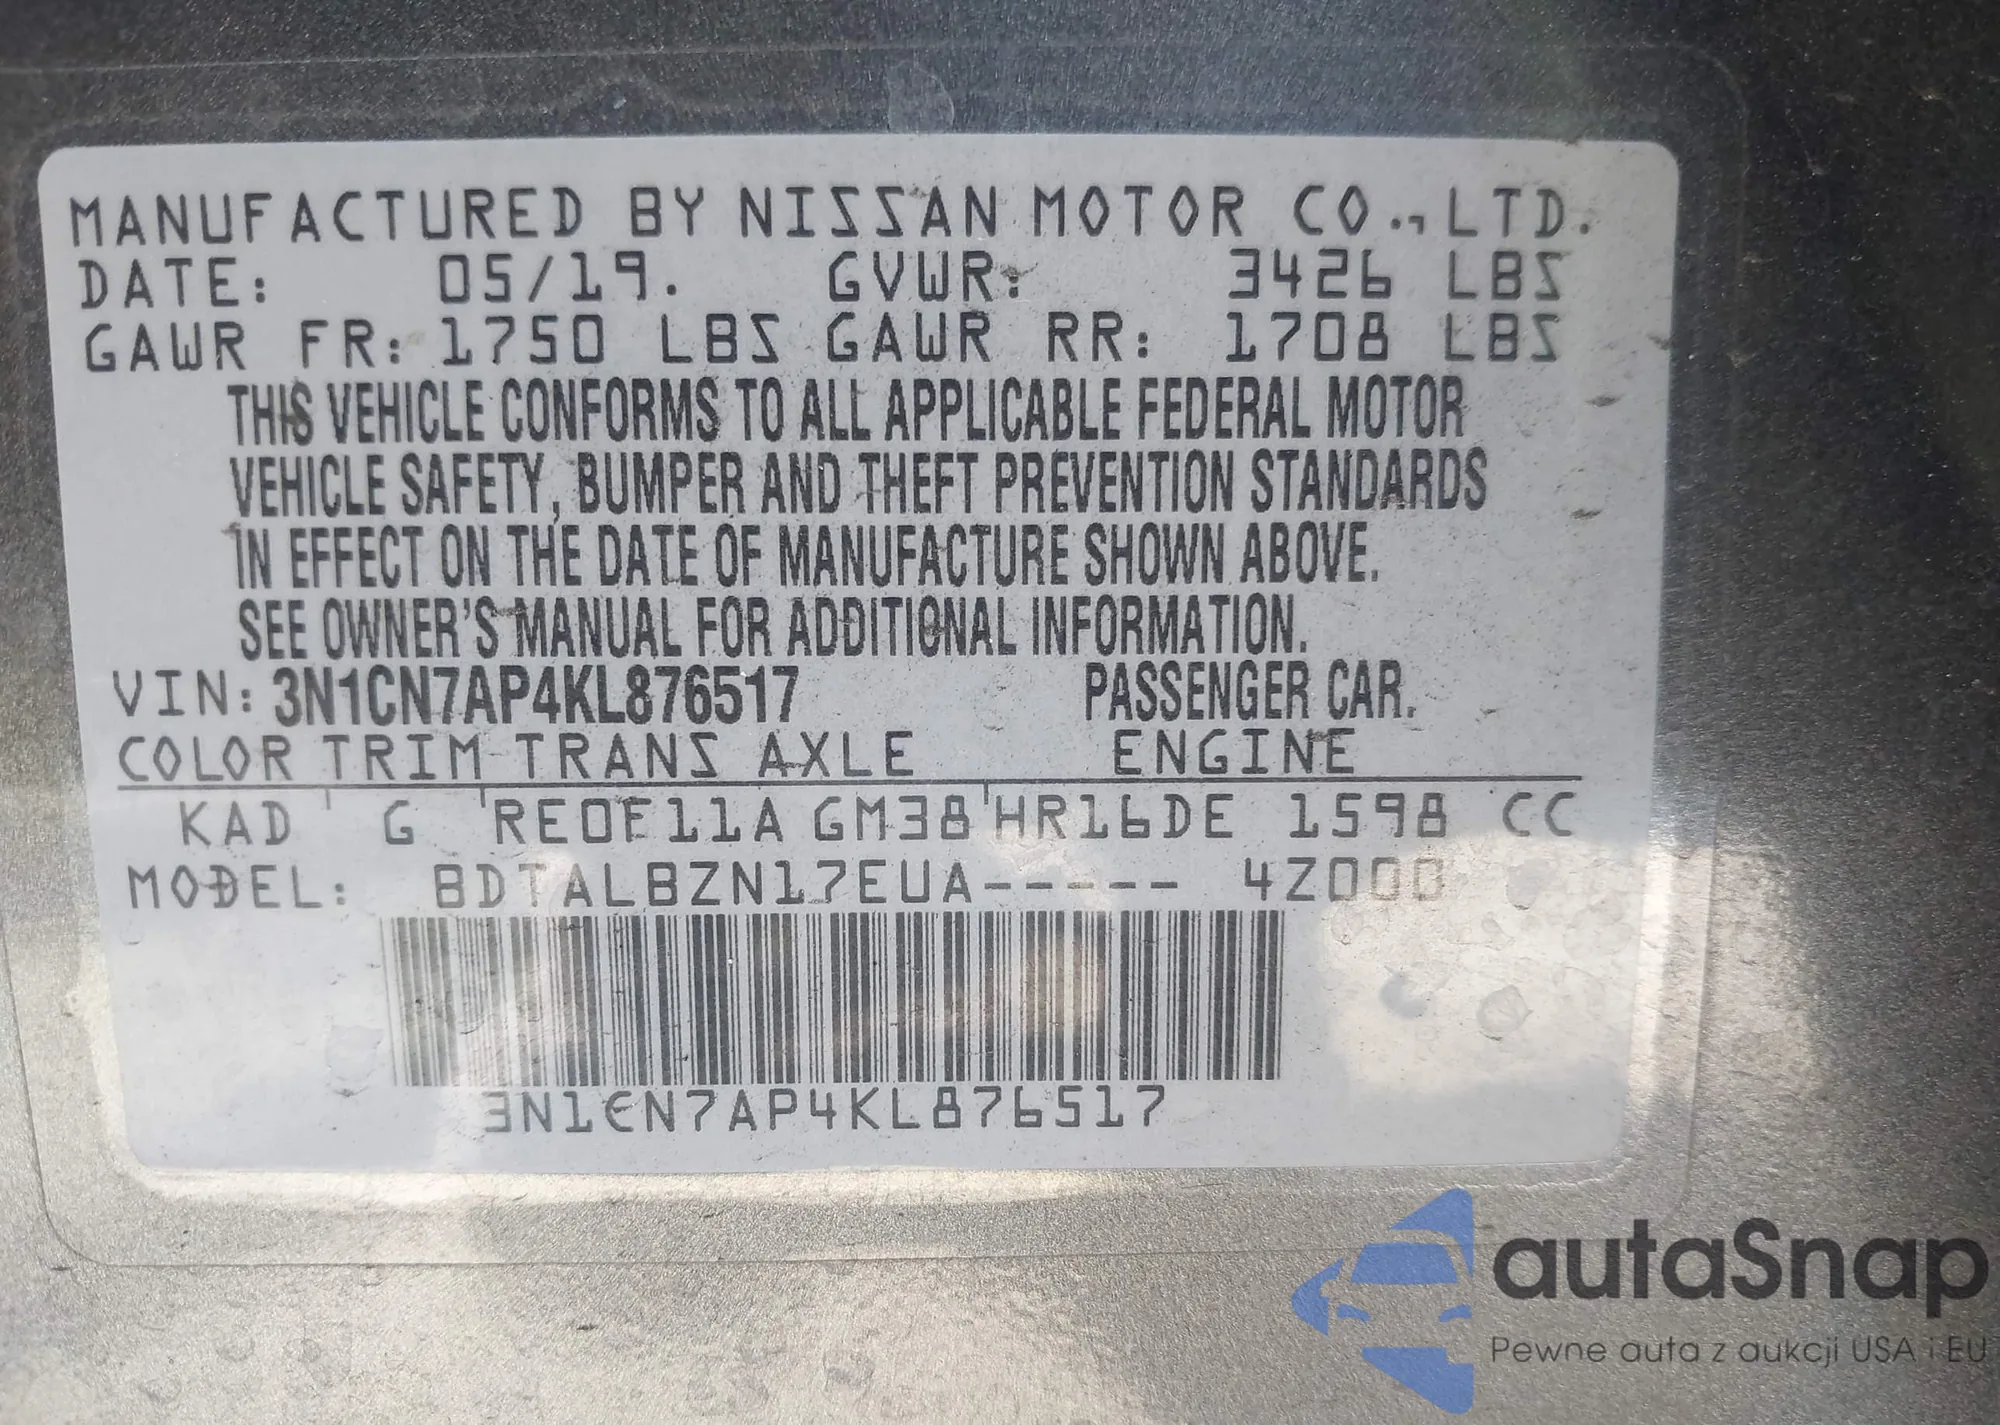 MANUFACTURED BY NISSAN MOTOR CO., LTD.
DATE: 05/19. GVWR: 3426 LBS
GAWR FR: 1750 LBS GAWR RR: 1708 LBS
THIS VEHICLE CONFORMS TO ALL APPLICABLE FEDERAL MOTOR
VEHICLE SAFETY, BUMPER AND THEFT PREVENTION STANDARDS
IN EFFECT ON THE DATE OF MANUFACTURE SHOWN ABOVE.
SEE OWNER'S MANUAL FOR ADDITIONAL INFORMATION.
VIN: 3N1CN7AP4KL876517 PASSENGER CAR.
COLOR TRIM TRANS AXLE ENGINE
KAD G RE0F11A GM38 HR16DE 1598 CC
MODEL: BDTALBZN17EUA----- 4Z000
3N1CN7AP4KL876517
autaSnap
Pewne auta z aukcji USA i EU